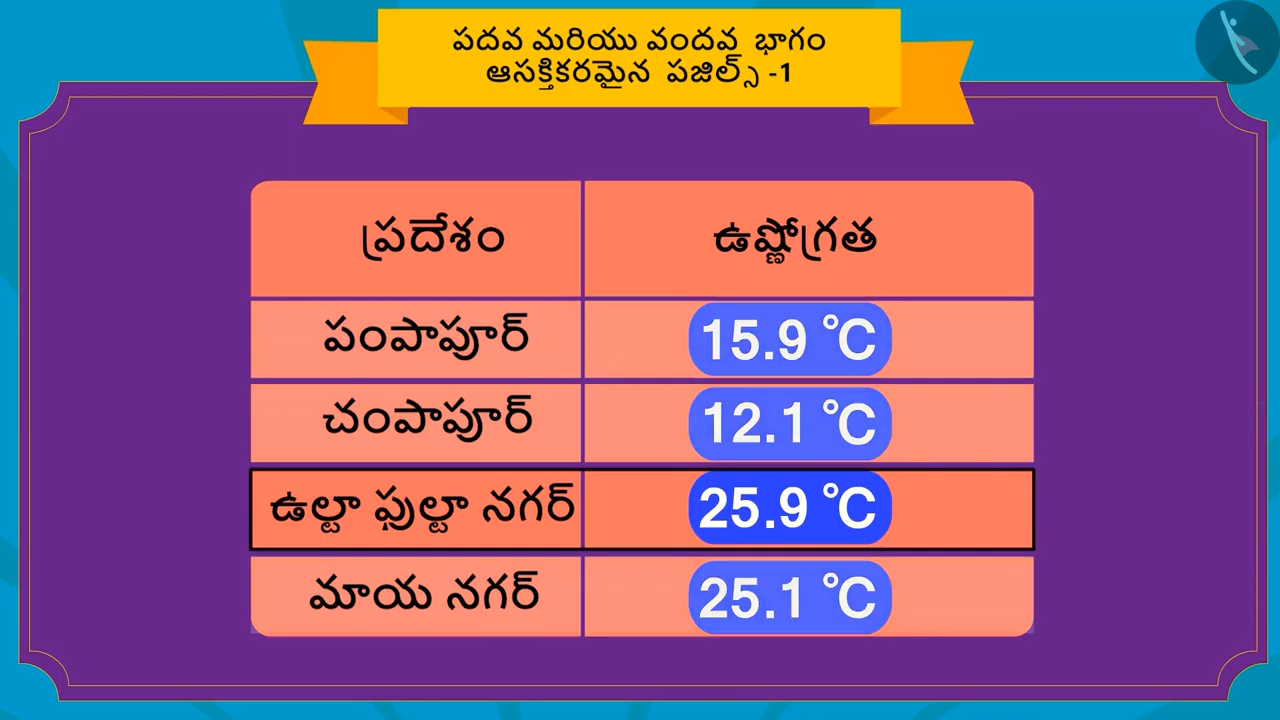 పదవ మరియు వందవ భాగం
ఆసక్తికరమైన పజిల్స్ -1
ప్రదేశం ఉష్ణోగ్రత
పంపాపూర్ 15.9 °C
చంపాపూర్ 12.1 °C
ఉల్టా ఫుల్టా నగర్ 25.9 °C
మాయ నగర్ 25.1 °C